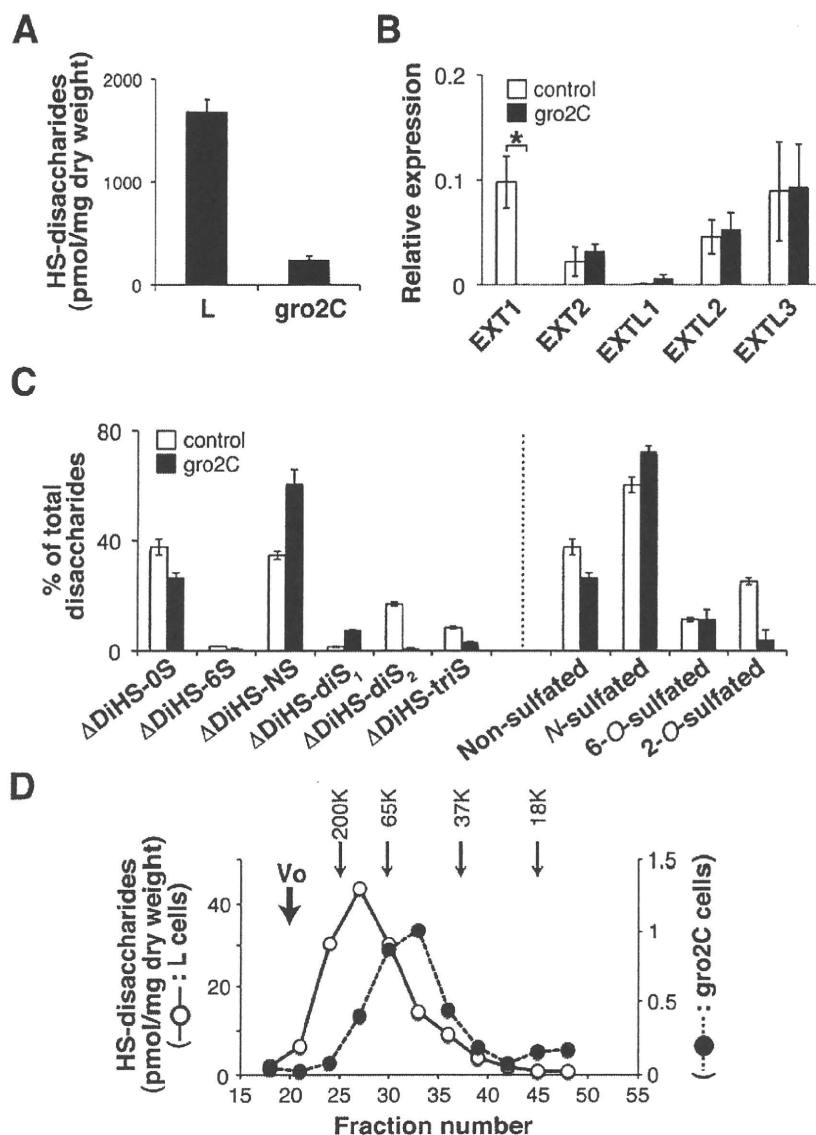 A
HS-disaccharides
(pmol/mg dry weight)
2000
1000
0
L
gro2C
B
Relative expression
0.2
0.1
0
control
gro2C
*
EXT1
EXT2
EXTL1
EXTL2
EXTL3
C
% of total
disaccharides
80
40
0
control
gro2C
ΔDiHS-0S
ΔDiHS-6S
ΔDiHS-NS
ΔDiHS-diS₁
ΔDiHS-diS₂
ΔDiHS-triS
Non-sulfated
N-sulfated
6-O-sulfated
2-O-sulfated
D
HS-disaccharides
(pmol/mg dry weight)
( : L cells)
40
20
0
Vo
200K
65K
37K
18K
1.5
1
0.5
0
( : gro2C cells)
15 20 25 30 35 40 45 50 55
Fraction number